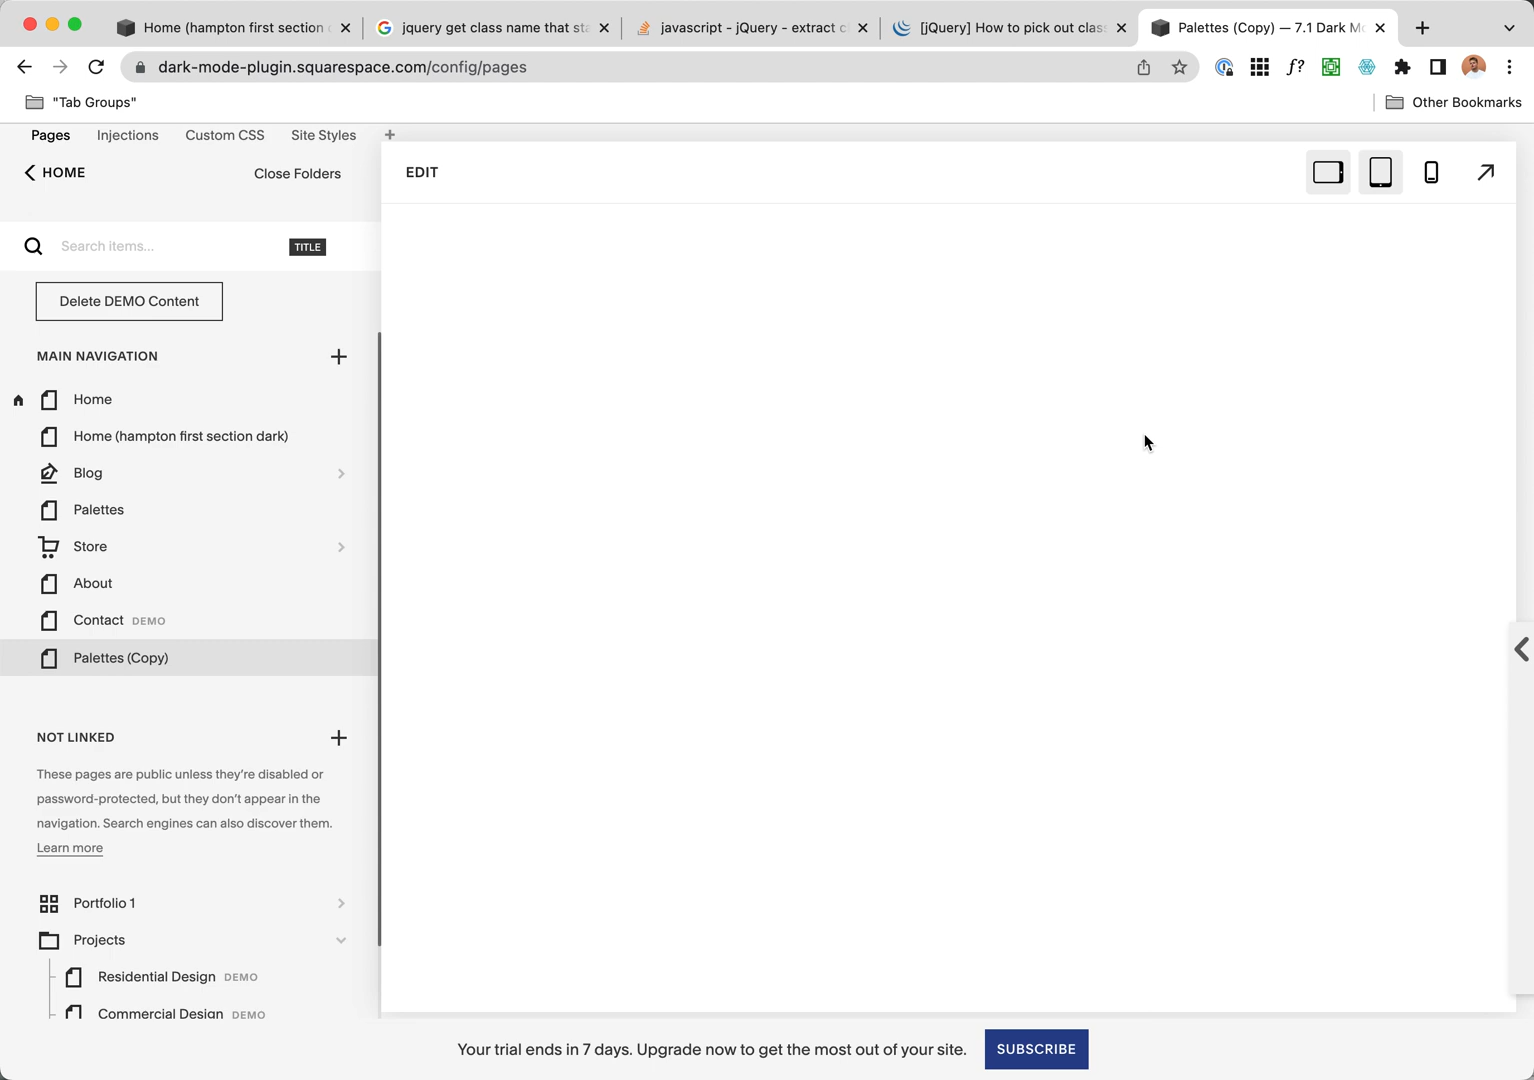 Home (hampton first section
jquery get class name that sta
javascript - jQuery - extract c
[jQuery] How to pick out clas
Palettes (Copy) — 7.1 Dark Mo
dark-mode-plugin.squarespace.com/config/pages
f?
"Tab Groups"
Other Bookmarks
Pages
Injections
Custom CSS
Site Styles
HOME
Close Folders
EDIT
Search items...
TITLE
Delete DEMO Content
MAIN NAVIGATION
Home
Home (hampton first section dark)
Blog
Palettes
Store
About
Contact DEMO
Palettes (Copy)
NOT LINKED
These pages are public unless they’re disabled or
password-protected, but they don’t appear in the
navigation. Search engines can also discover them.
Learn more
Portfolio 1
Projects
Residential Design DEMO
Commercial Design DEMO
Your trial ends in 7 days. Upgrade now to get the most out of your site.
SUBSCRIBE